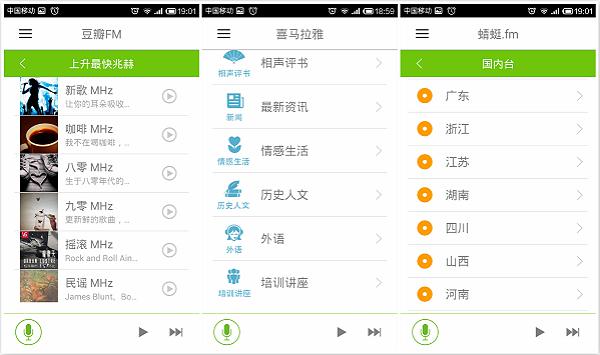 中国移动
19:01
豆瓣FM
上升最快兆赫
新歌 MHz
让你的耳朵吸收...
咖啡 MHz
我不在喝咖啡，...
八零 MHz
生于八零年代的...
九零 MHz
更新鲜的歌曲，...
摇滚 MHz
Rock and Roll Ain...
民谣 MHz
James Blunt、Bo...
中国移动
18:59
喜马拉雅
相声评书
相声评书
最新资讯
新闻
情感生活
情感生活
历史人文
历史人文
外语
外语
培训讲座
培训讲座
中国移动
19:01
蜻蜓.fm
国内台
广东
浙江
江苏
湖南
四川
山西
河南